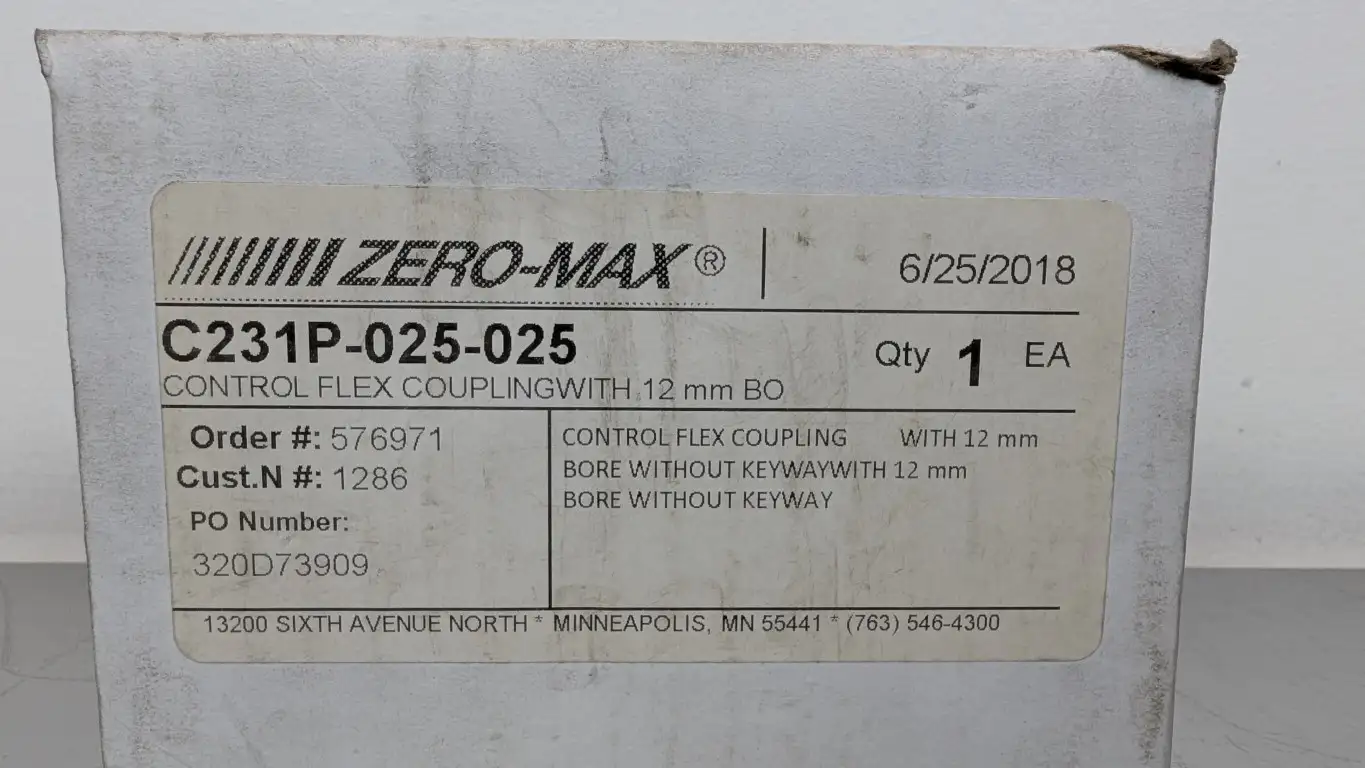 ZERO-MAX® 6/25/2018
C231P-025-025 Qty 1 EA
CONTROL FLEX COUPLINGWITH 12 mm BO
Order #: 576971
Cust.N #: 1286
PO Number:
320D73909
CONTROL FLEX COUPLING WITH 12 mm
BORE WITHOUT KEYWAYWITH 12 mm
BORE WITHOUT KEYWAY
13200 SIXTH AVENUE NORTH * MINNEAPOLIS, MN 55441 * (763) 546-4300